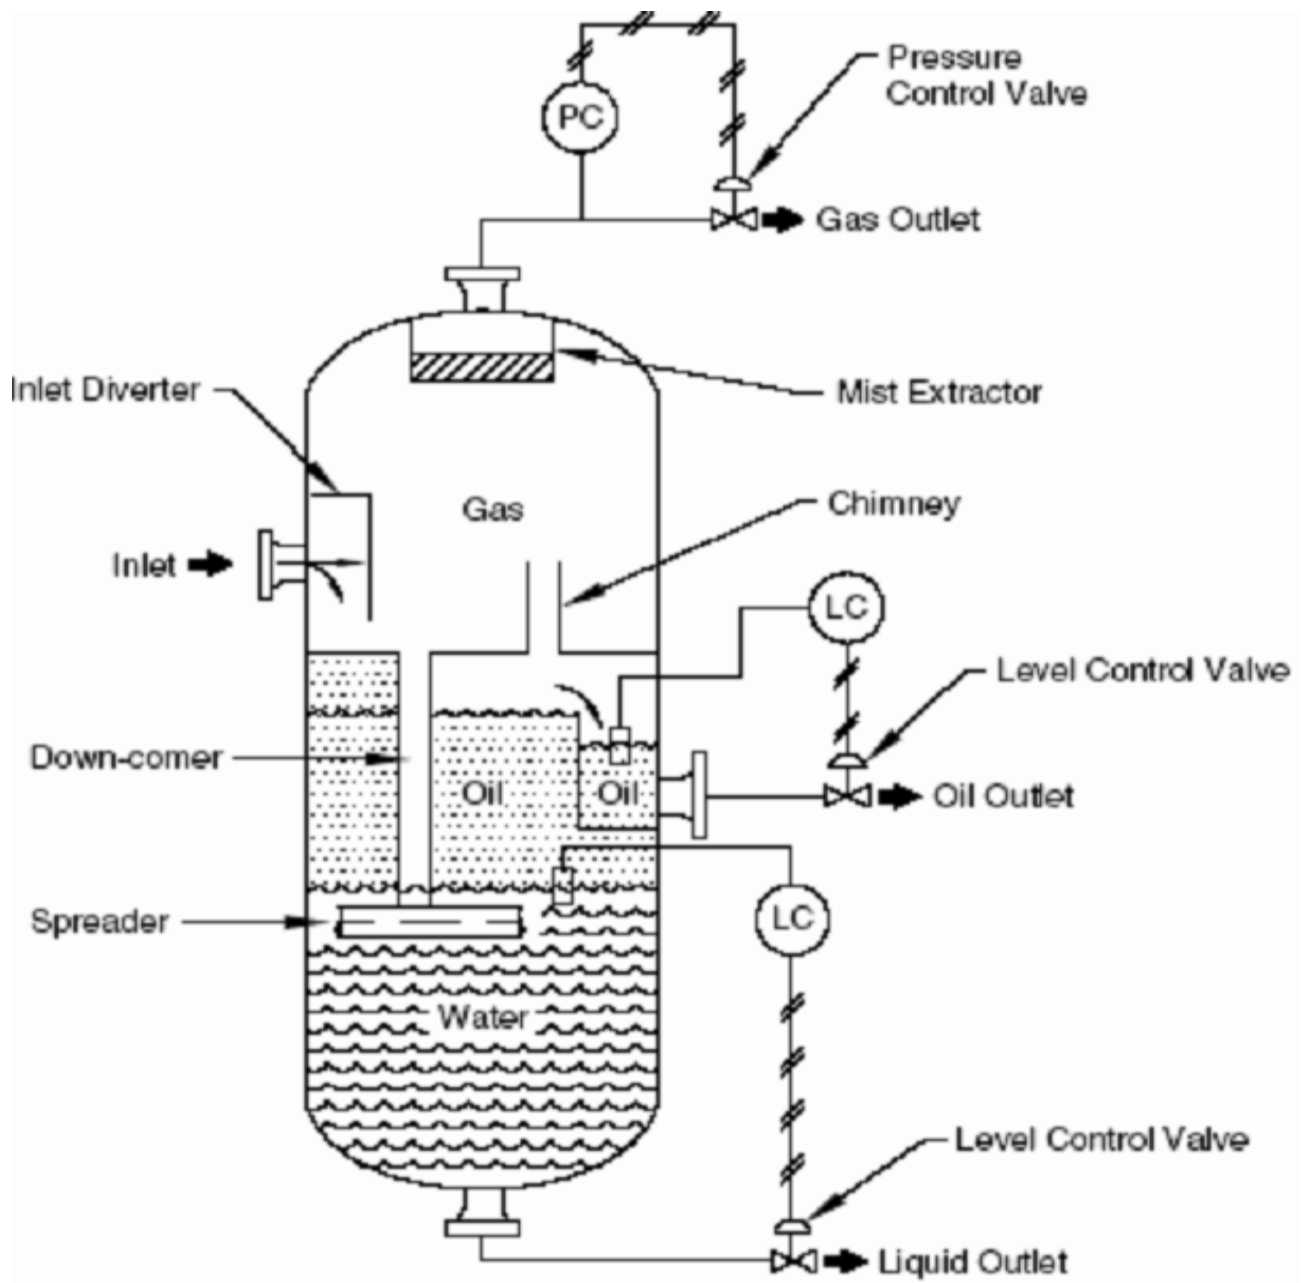 Pressure
Control Valve
PC
Gas Outlet
Inlet Diverter
Mist Extractor
Gas
Chimney
Inlet
LC
Level Control Valve
Down-comer
Oil
Oil
Oil Outlet
Spreader
LC
Water
Level Control Valve
Liquid Outlet